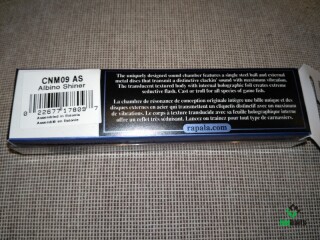 CNM09 AS
Albino Shiner
0 22677 17809 7
The uniquely designed sound chamber features a single steel ball and external
metal discs that transmit a distinctive clackin' sound with maximum vibration.
The translucent textured body with internal holographic foil creates extreme
seductive flash. Cast or troll for all species of game fish.
La chambre de résonance de conception originale intègre une bille unique et des
disques externes en acier qui transmettent un cliquetis distinctif avec un maximum
de vibrations. Le corps à texture translucide avec sa feuille holographique interne
offre un reflet très séduisant. Lancez ou traînez pour tout type de carnassiers.
rapala.com